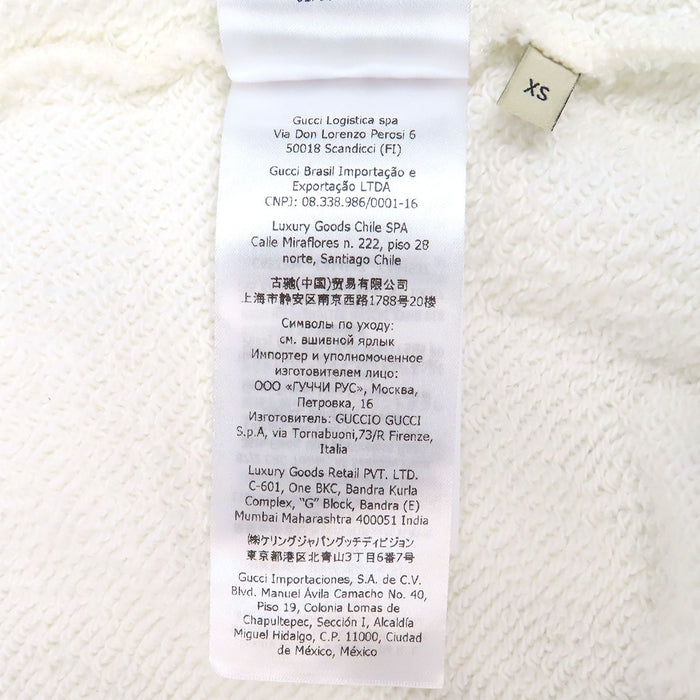 Gucci Logistica spa
Via Don Lorenzo Perosi 6
50018 Scandicci (FI)
Gucci Brasil Importação e
Exportação LTDA
CNPJ: 08.338.986/0001-16
Luxury Goods Chile SPA
Calle Miraflores n. 222, piso 28
norte, Santiago Chile
古驰(中国)贸易有限公司
上海市静安区南京西路1788号20楼
Символы по уходу:
см. вшивной ярлык
Импортер и уполномоченное
изготовителем лицо:
ООО «ГУЧЧИ РУС», Москва,
Петровка, 16
Изготовитель: GUCCIO GUCCI
S.p.A, via Tornabuoni,73/R Firenze,
Italia
Luxury Goods Retail PVT. LTD.
C-601, One BKC, Bandra Kurla
Complex, "G" Block, Bandra (E)
Mumbai Maharashtra 400051 India
㈱ケリングジャパングッチディビジョン
東京都港区北青山3丁目6番7号
Gucci Importaciones, S.A. de C.V.
Blvd. Manuel Ávila Camacho No. 40,
Piso 19, Colonia Lomas de
Chapultepec, Sección I, Alcaldía
Miguel Hidalgo, C.P. 11000, Ciudad
de México, México
XS